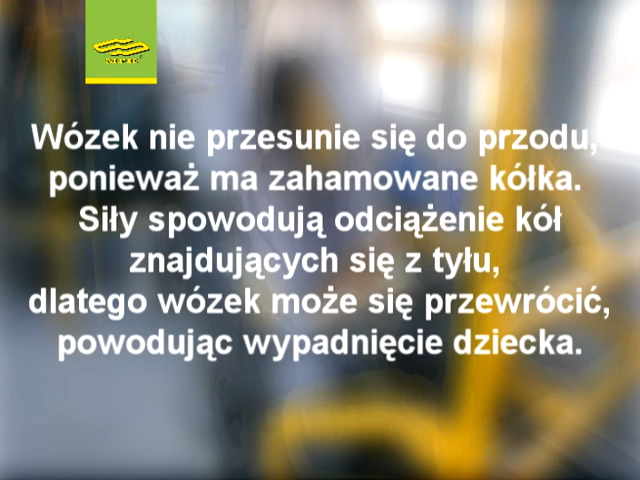 Wózek nie przesunie się do przodu,
ponieważ ma zahamowane kółka.
Siły spowodują odciążenie kół
znajdujących się z tyłu,
dlatego wózek może się przewrócić,
powodując wypadnięcie dziecka.